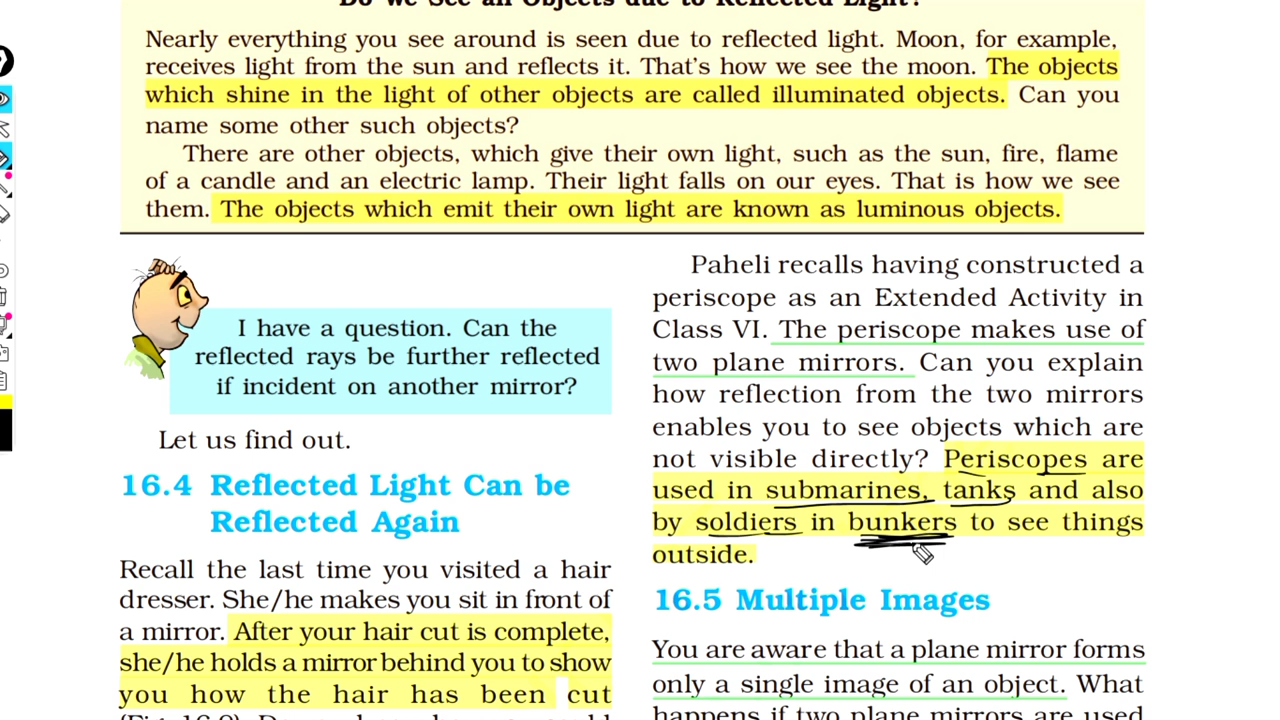 Do we See an Objects due to Reflected Light?
Nearly everything you see around is seen due to reflected light. Moon, for example,
receives light from the sun and reflects it. That's how we see the moon. The objects
which shine in the light of other objects are called illuminated objects. Can you
name some other such objects?
There are other objects, which give their own light, such as the sun, fire, flame
of a candle and an electric lamp. Their light falls on our eyes. That is how we see
them. The objects which emit their own light are known as luminous objects.
I have a question. Can the
reflected rays be further reflected
if incident on another mirror?
Let us find out.
16.4 Reflected Light Can be
Reflected Again
Recall the last time you visited a hair
dresser. She/he makes you sit in front of
a mirror. After your hair cut is complete,
she/he holds a mirror behind you to show
you how the hair has been cut
Paheli recalls having constructed a
periscope as an Extended Activity in
Class VI. The periscope makes use of
two plane mirrors. Can you explain
how reflection from the two mirrors
enables you to see objects which are
not visible directly? Periscopes are
used in submarines, tanks and also
by soldiers in bunkers to see things
outside.
16.5 Multiple Images
You are aware that a plane mirror forms
only a single image of an object. What
happens if two plane mirrors are used